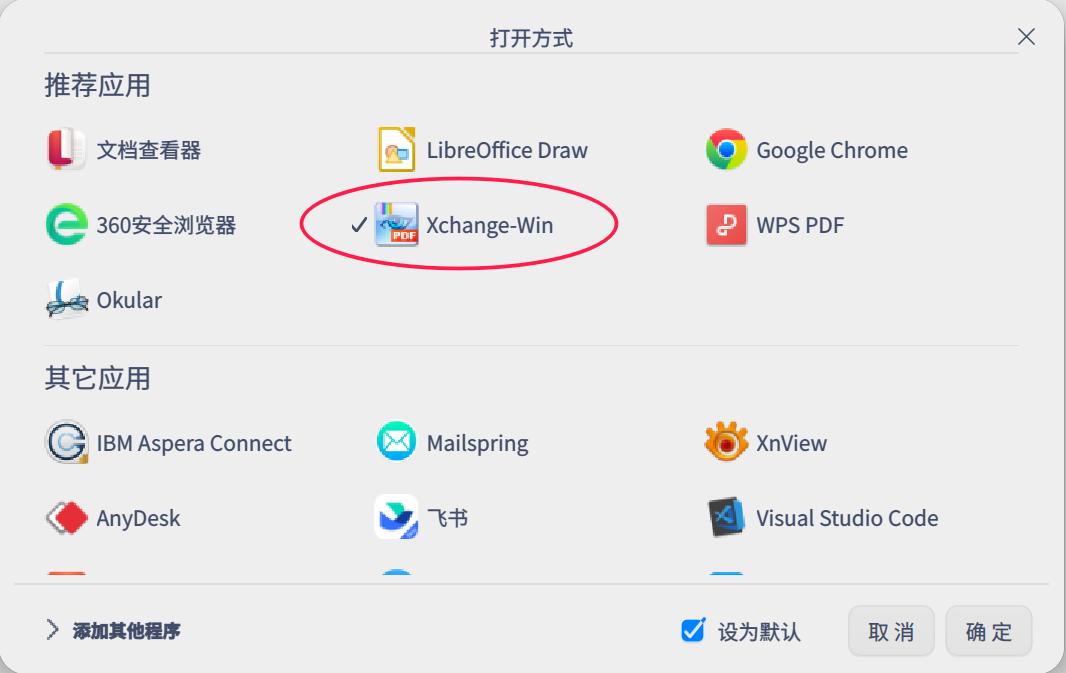 打开方式
推荐应用
文档查看器
LibreOffice Draw
Google Chrome
360安全浏览器
PDF
Xchange-Win
WPS PDF
Okular
其它应用
IBM Aspera Connect
Mailspring
XnView
AnyDesk
飞书
Visual Studio Code
添加其他程序
设为默认
取消
确定